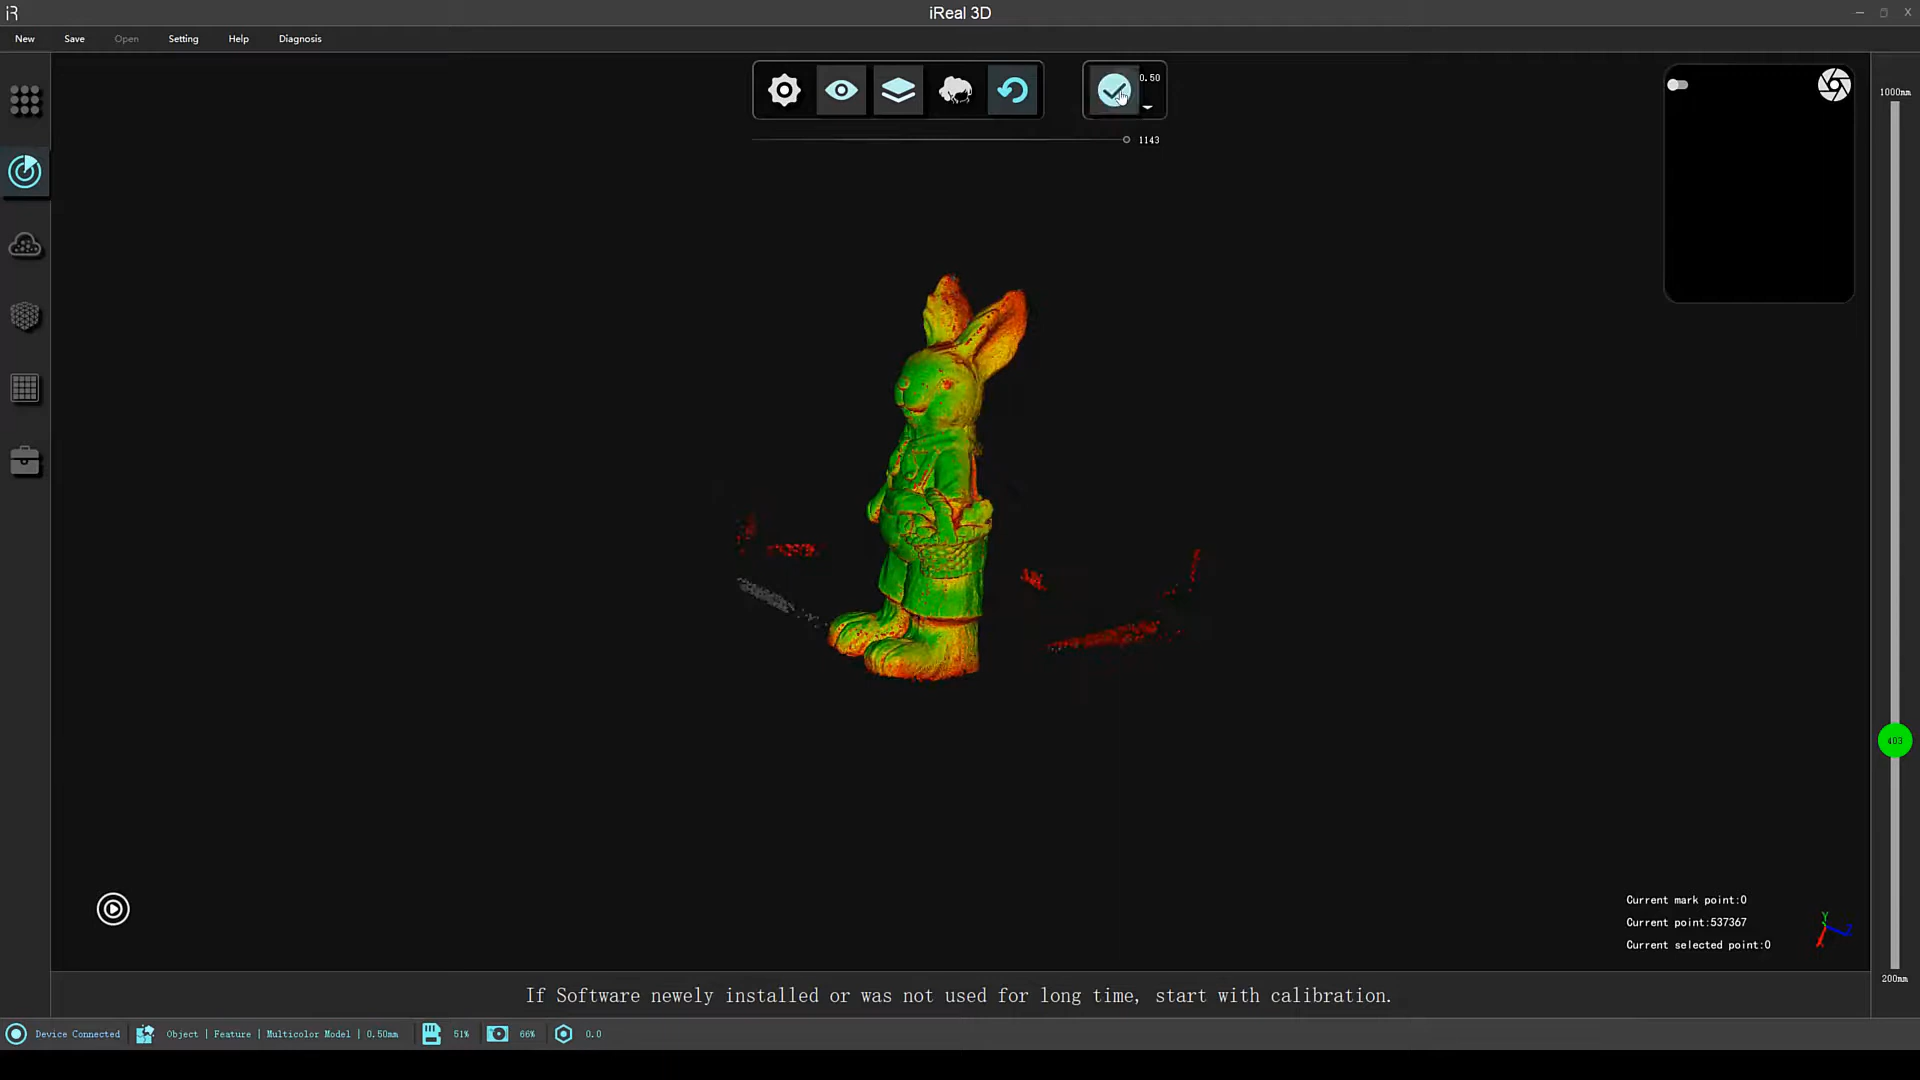 iR
iReal 3D
New
Save
Open
Setting
Help
Diagnosis
0.50
1143
1000mm
403
Current mark point:0
Current point:537367
Current selected point:0
Y
Z
X
200mm
If Software newly installed or was not used for long time, start with calibration.
Device Connected
Object | Feature | Multicolor Model | 0.50mm
51%
66%
0.0